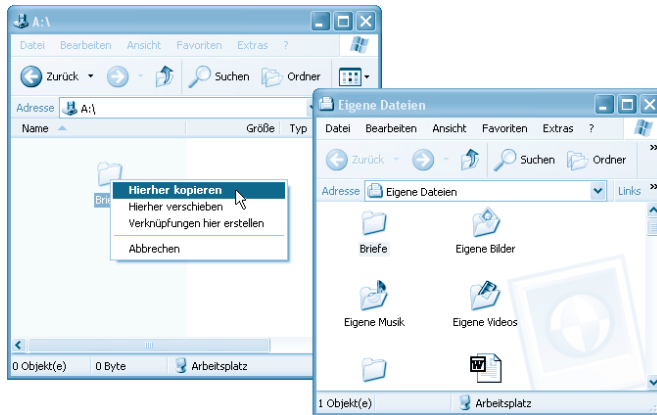 A:\
Datei Bearbeiten Ansicht Favoriten Extras ?
Zurück Suchen Ordner
Adresse A:\
Name Größe Typ
Hierher kopieren
Hierher verschieben
Verknüpfungen hier erstellen
Abbrechen
0 Objekt(e) 0 Byte Arbeitsplatz
Eigene Dateien
Datei Bearbeiten Ansicht Favoriten Extras ? »
Zurück Suchen Ordner »
Adresse Eigene Dateien Links »
Briefe Eigene Bilder
Eigene Musik Eigene Videos
W
1 Objekt(e) Arbeitsplatz